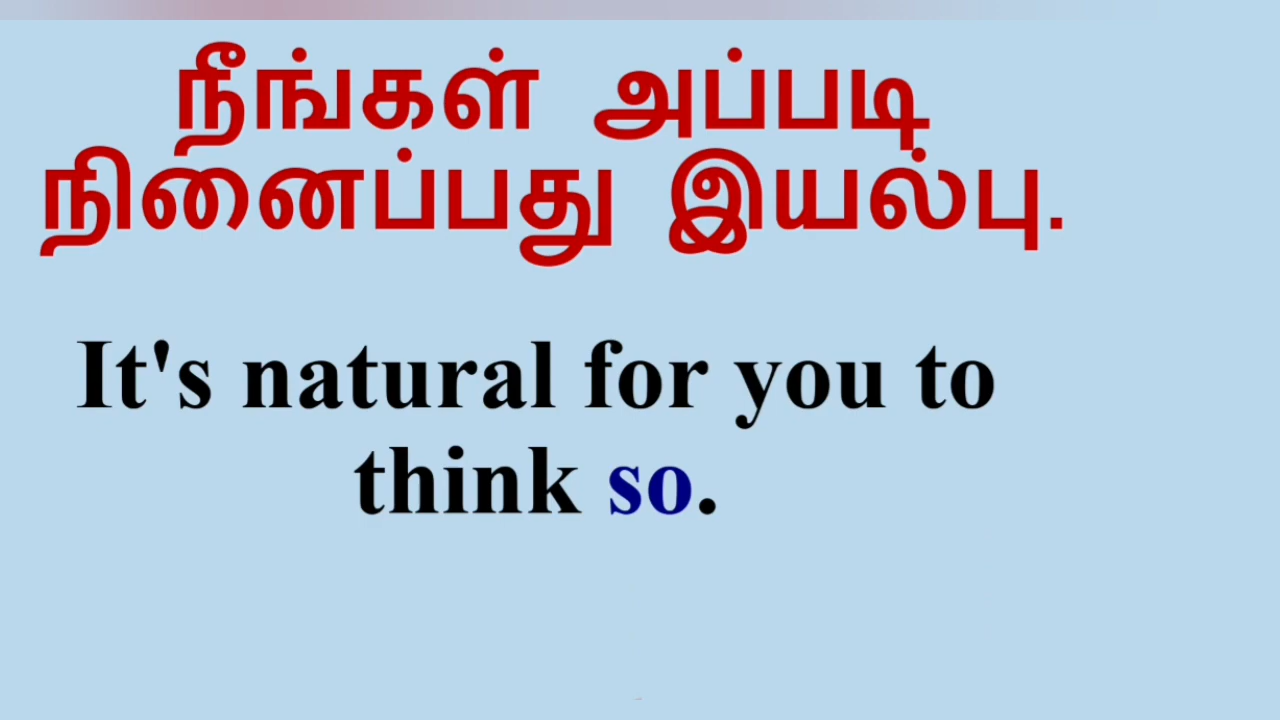 நீங்கள் அப்படி
நினைப்பது இயல்பு.
It's natural for you to
think so.